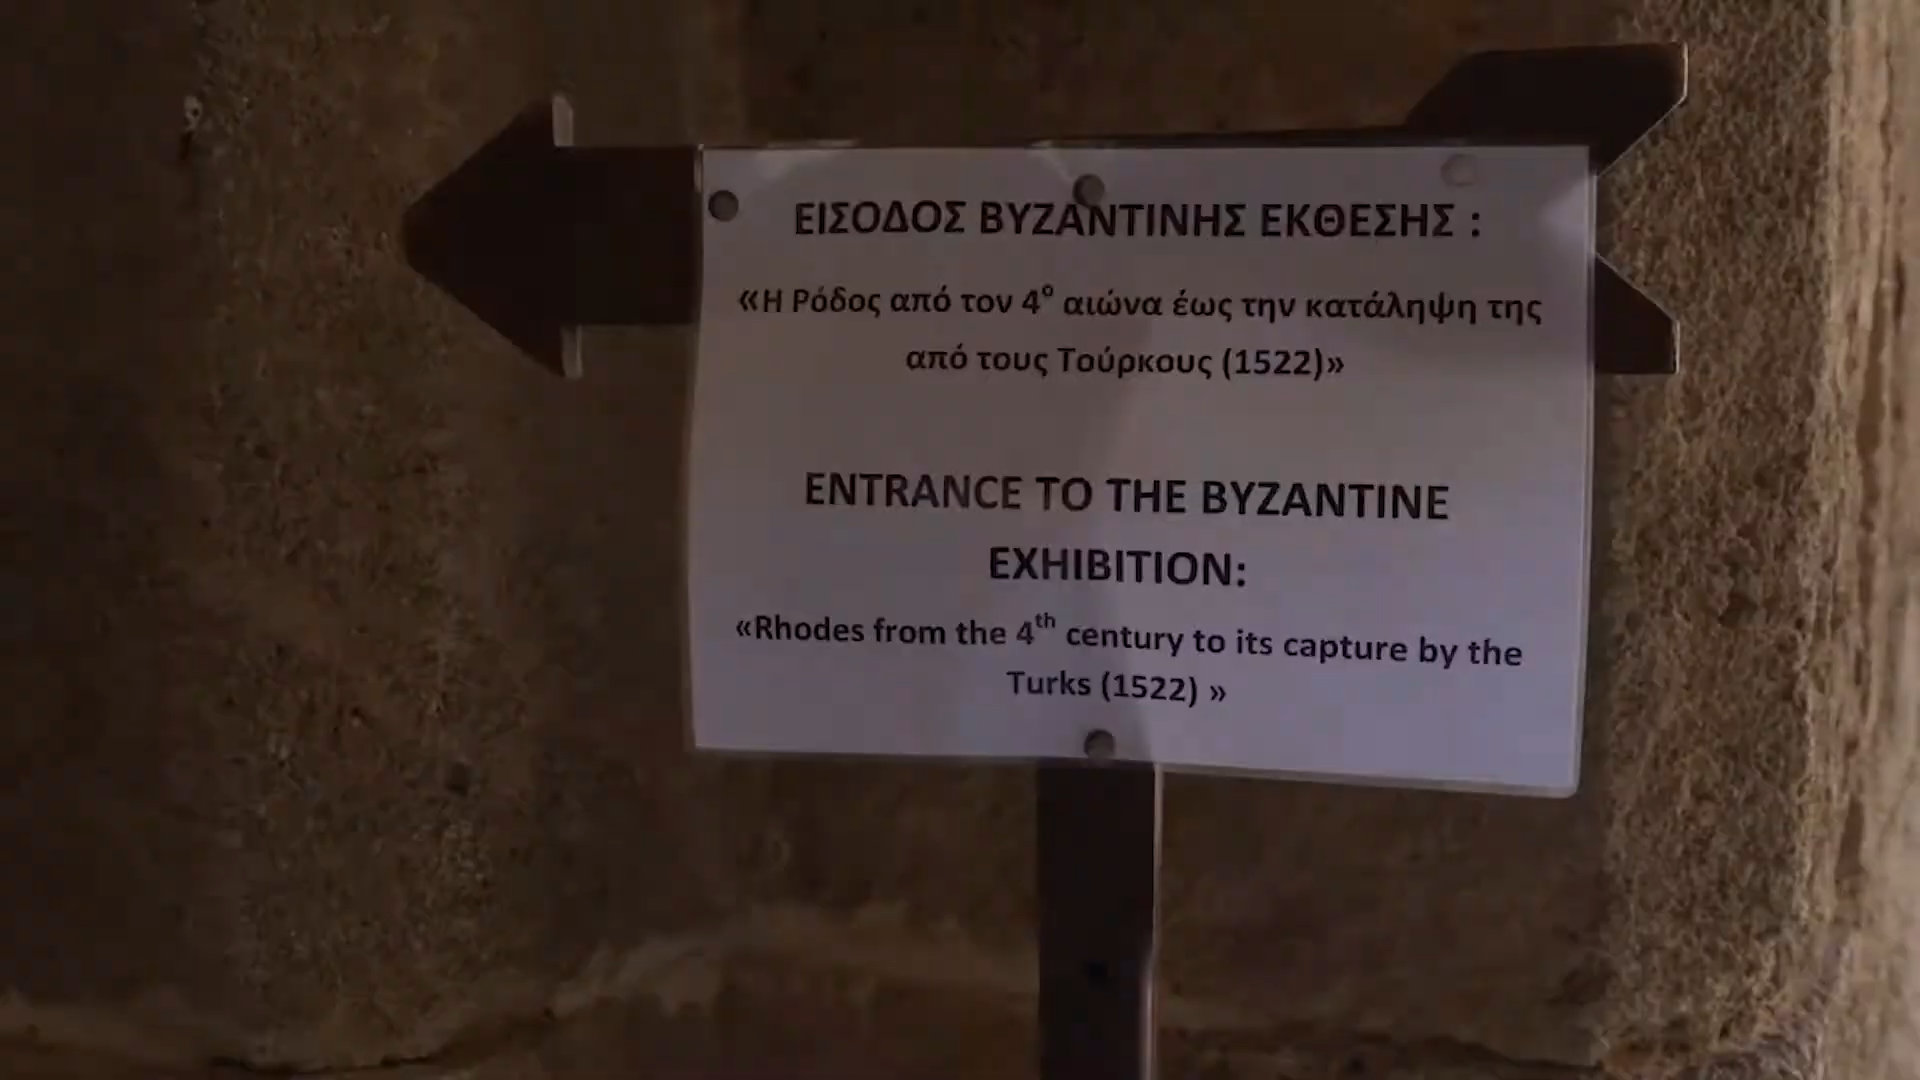 ΕΙΣΟΔΟΣ ΒΥΖΑΝΤΙΝΗΣ ΕΚΘΕΣΗΣ :
«Η Ρόδος από τον 4º αιώνα έως την κατάληψη της
από τους Τούρκους (1522)»
ENTRANCE TO THE BYZANTINE
EXHIBITION:
«Rhodes from the 4th century to its capture by the
Turks (1522) »